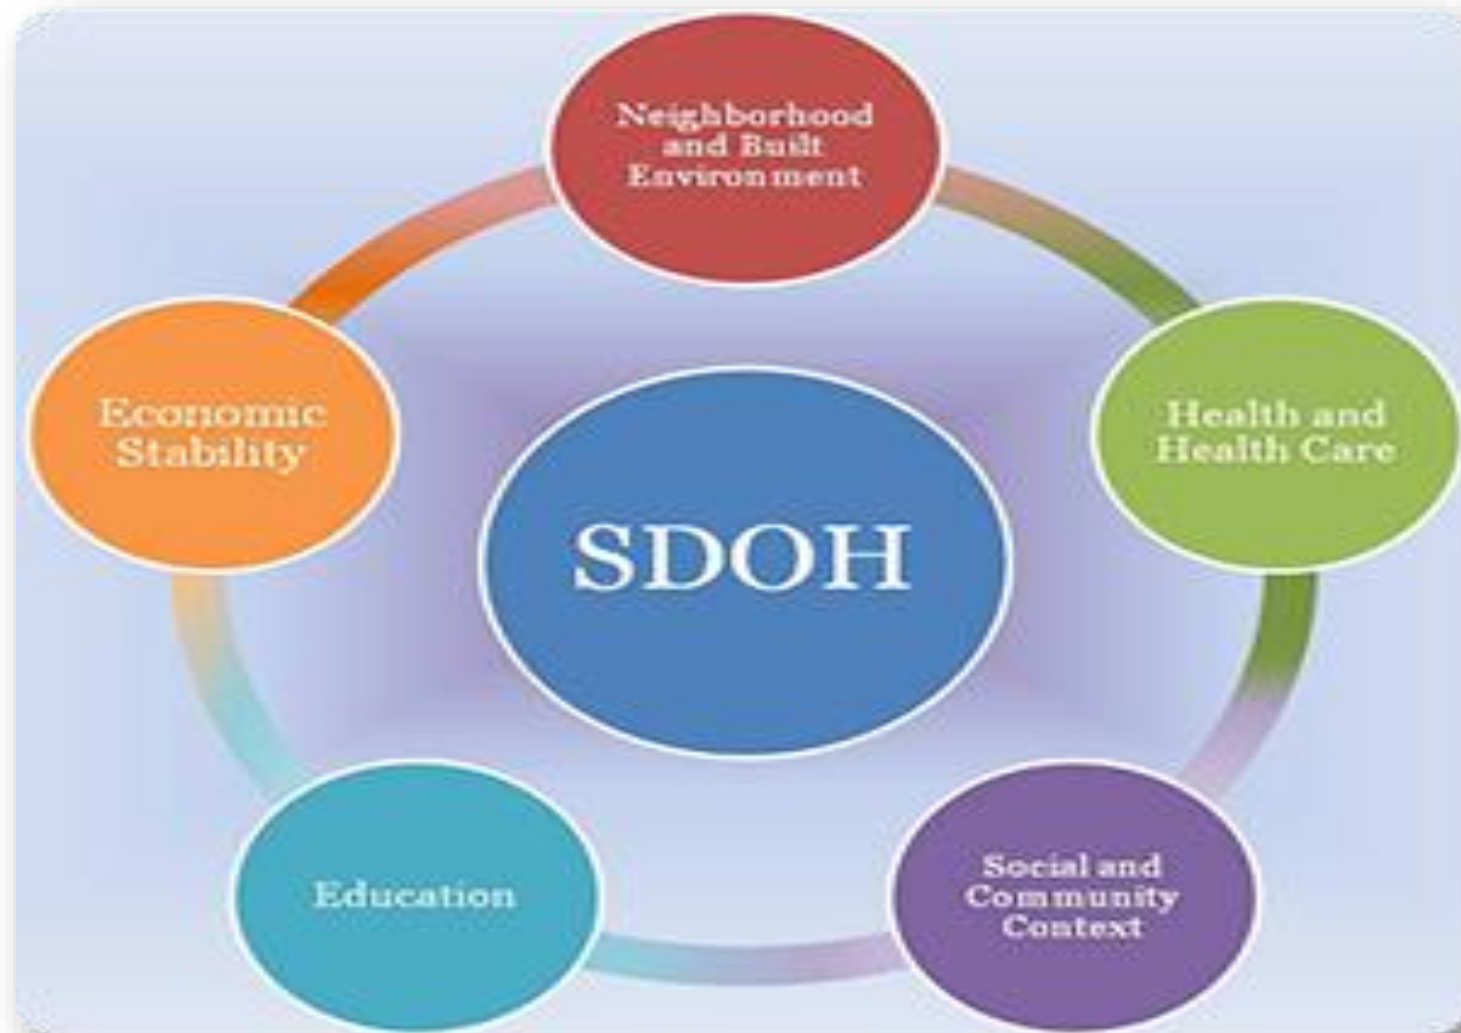 Neighborhood
and Built
Environment
Economic
Stability
Health and
Health Care
SDOH
Education
Social and
Community
Context